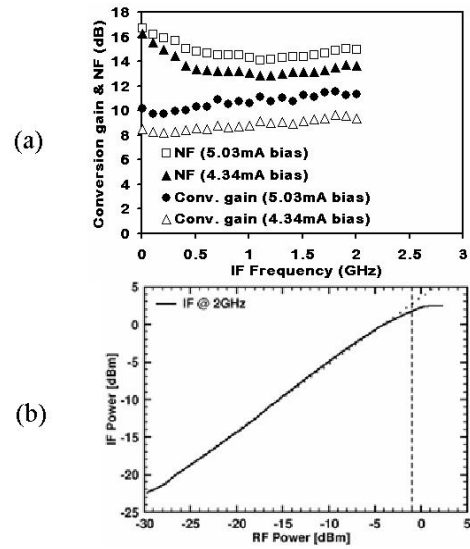 (a)
Conversion gain & NF (dB)
18
16
14
12
10
8
6
4
2
0
□ NF (5.03mA bias)
▲ NF (4.34mA bias)
● Conv. gain (5.03mA bias)
△ Conv. gain (4.34mA bias)
0 0.5 1 1.5 2 2.5 3
IF Frequency (GHz)
(b)
IF Power [dBm]
5
0
-5
-10
-15
-20
-25
IF @ 2GHz
-30 -25 -20 -15 -10 -5 0 5
RF Power [dBm]